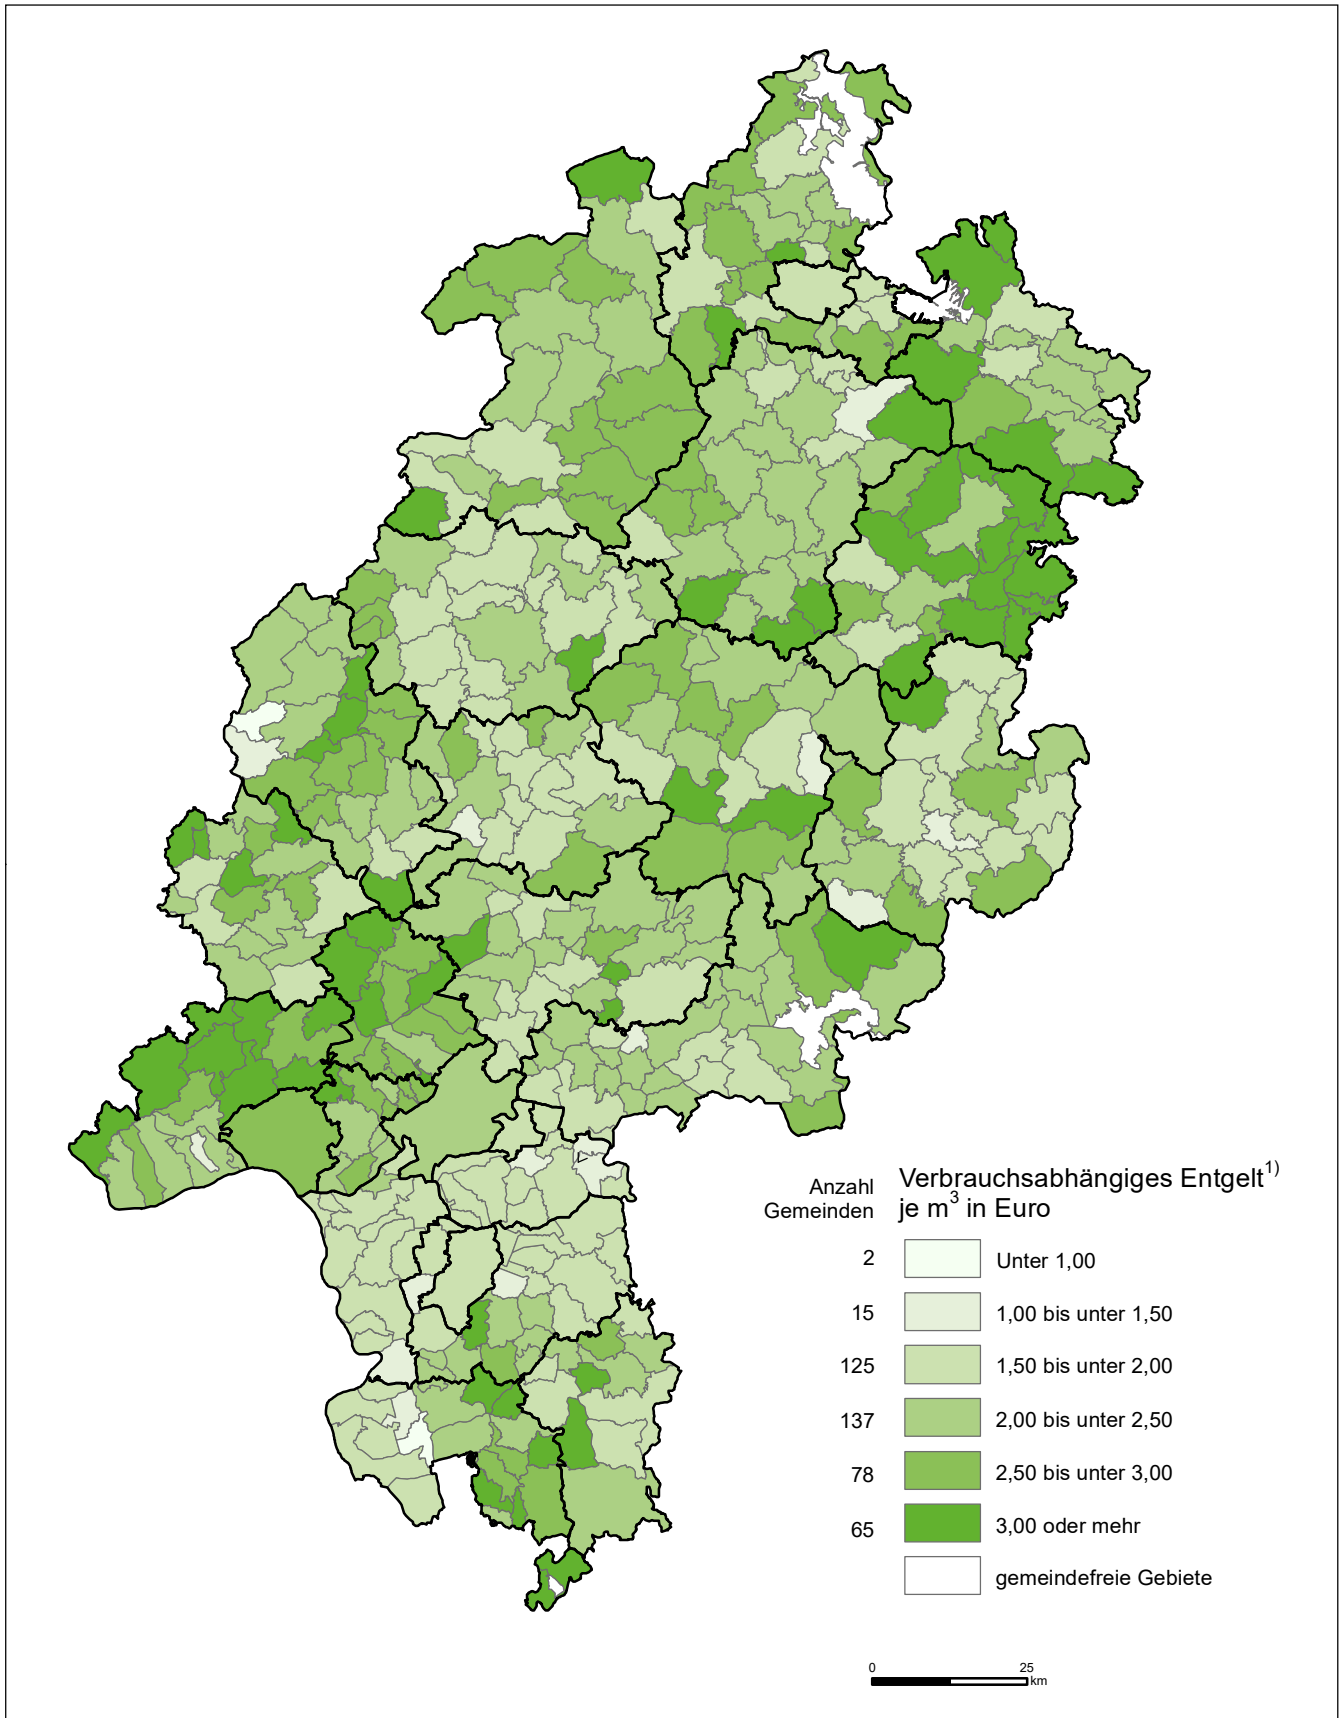 Anzahl
Gemeinden
Verbrauchsabhängiges Entgelt1)
je m3 in Euro
2 Unter 1,00
15 1,00 bis unter 1,50
125 1,50 bis unter 2,00
137 2,00 bis unter 2,50
78 2,50 bis unter 3,00
65 3,00 oder mehr
gemeindefreie Gebiete
0 25
km